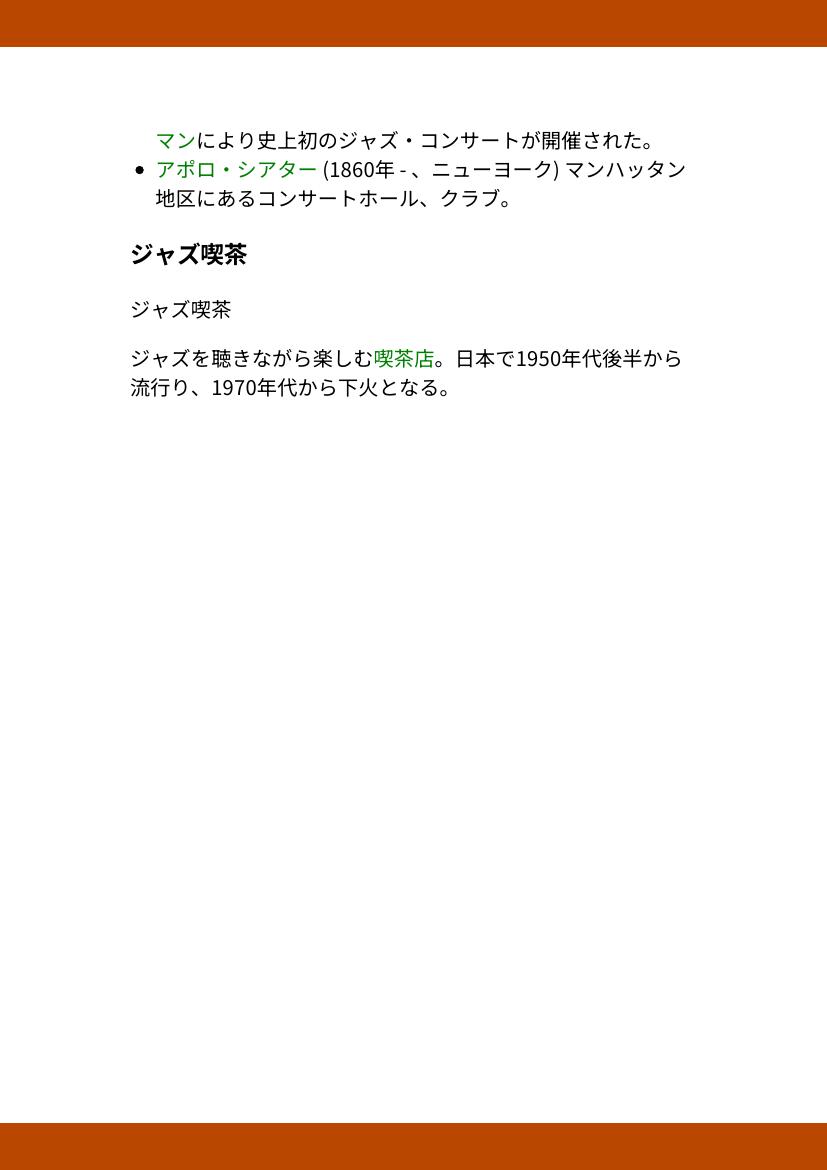 マンにより史上初のジャズ・コンサートが開催された。
● アポロ・シアター (1860年 - 、ニューヨーク) マンハッタン
地区にあるコンサートホール、クラブ。
ジャズ喫茶
ジャズ喫茶
ジャズを聴きながら楽しむ喫茶店。日本で1950年代後半から
流行り、1970年代から下火となる。